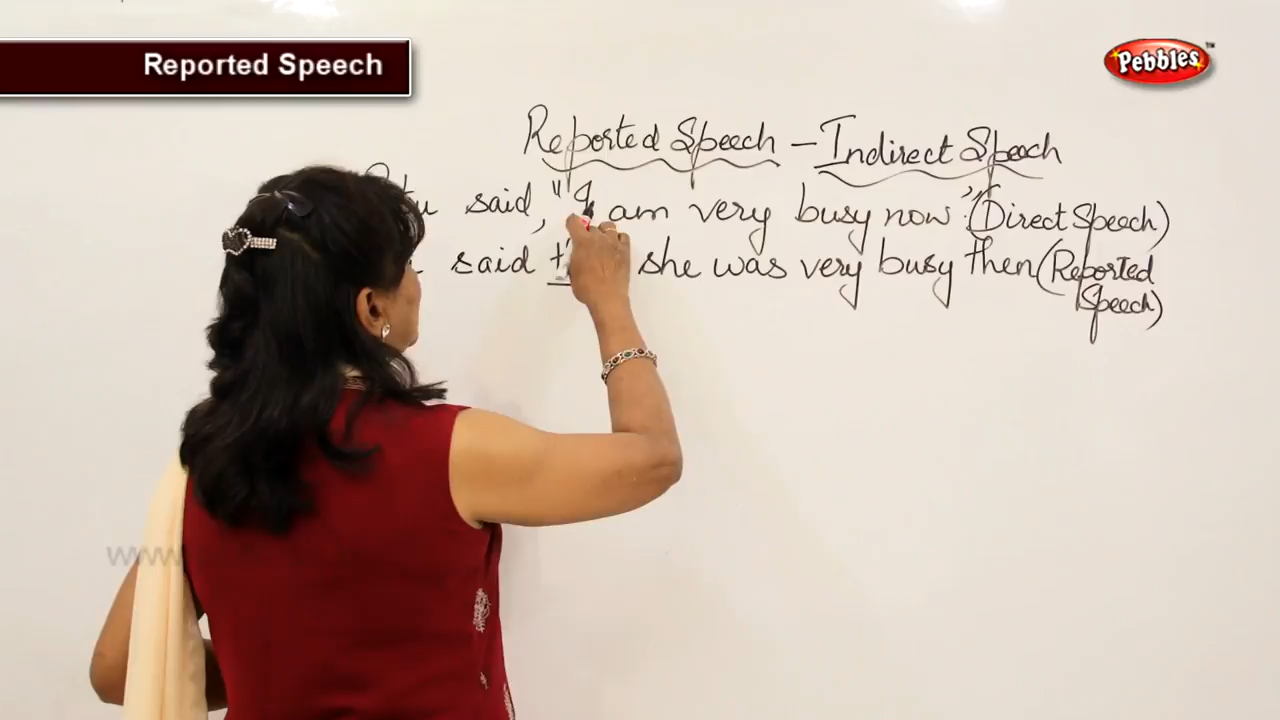 Reported Speech
Pebbles™
Reported Speech – Indirect Speech
said, "I am very busy now." (Direct Speech)
said she was very busy then (Reported
Speech)